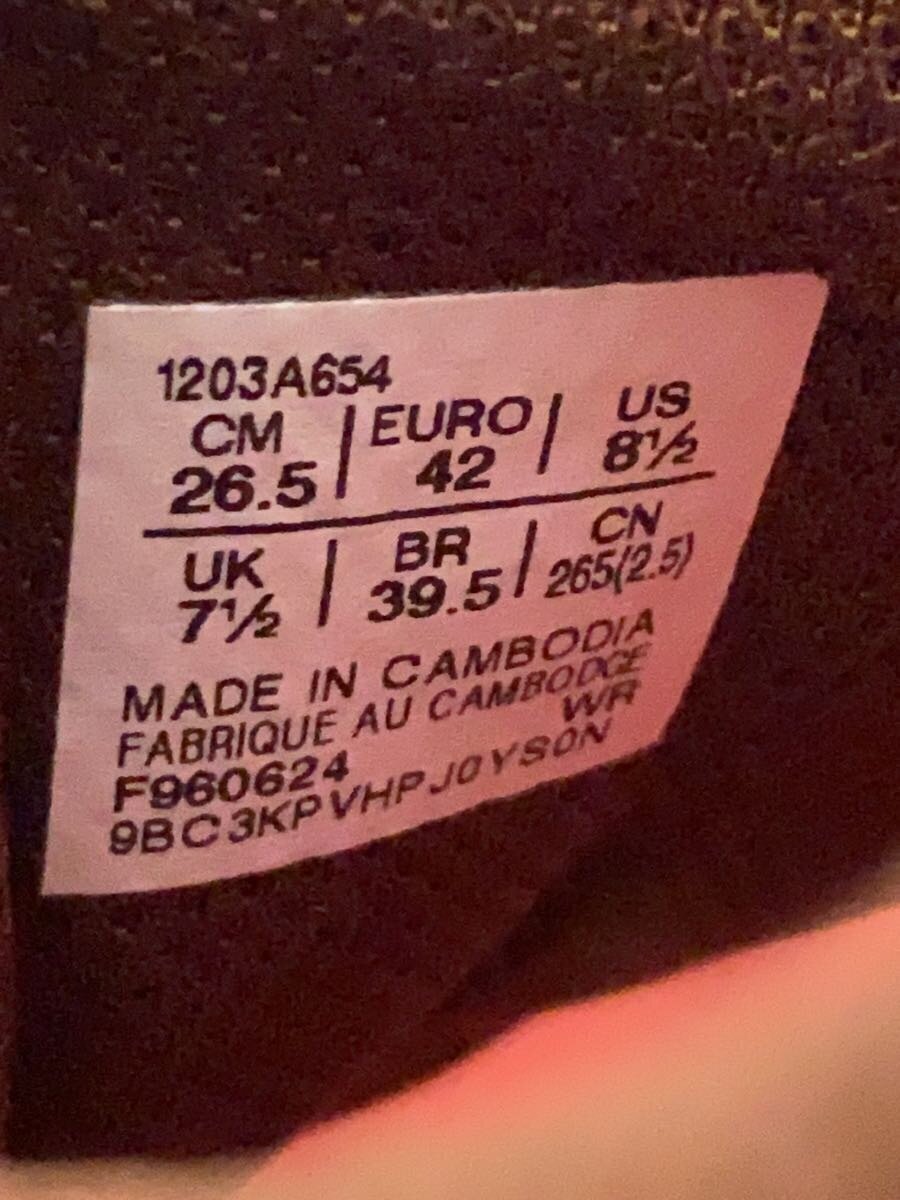 1203A654
CM | EURO | US
26.5 | 42 | 8½
UK | BR | CN
7½ | 39.5 | 265(2.5)
MADE IN CAMBODIA
FABRIQUE AU CAMBODGE
WR
F960624
9BC3KPVHPJ0YS0N